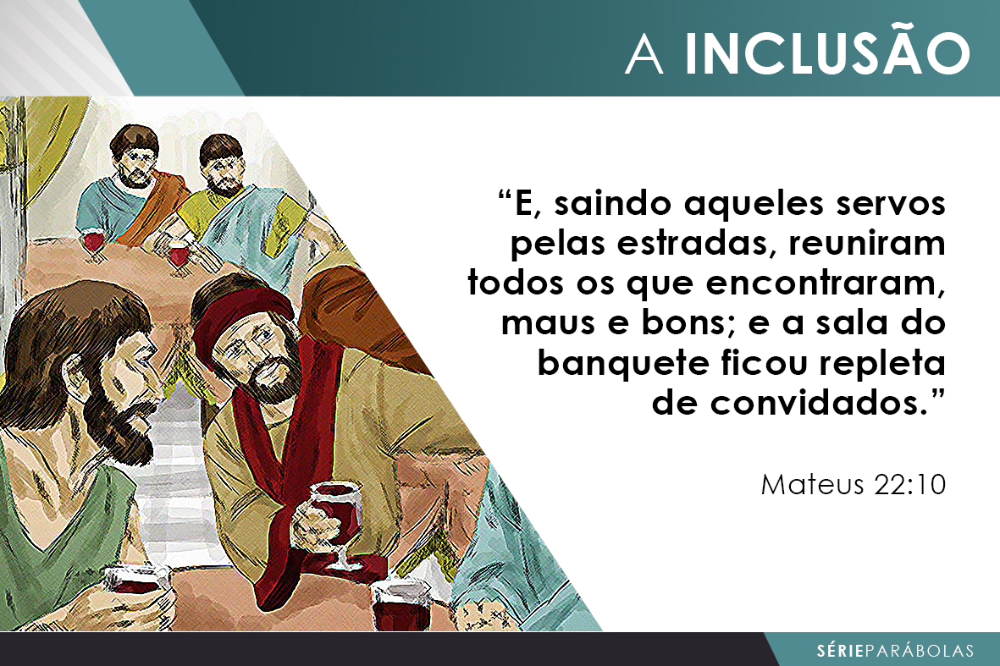 A INCLUSÃO
“E, saindo aqueles servos
pelas estradas, reuniram
todos os que encontraram,
maus e bons; e a sala do
banquete ficou repleta
de convidados.”
Mateus 22:10
SÉRIEPARÁBOLAS